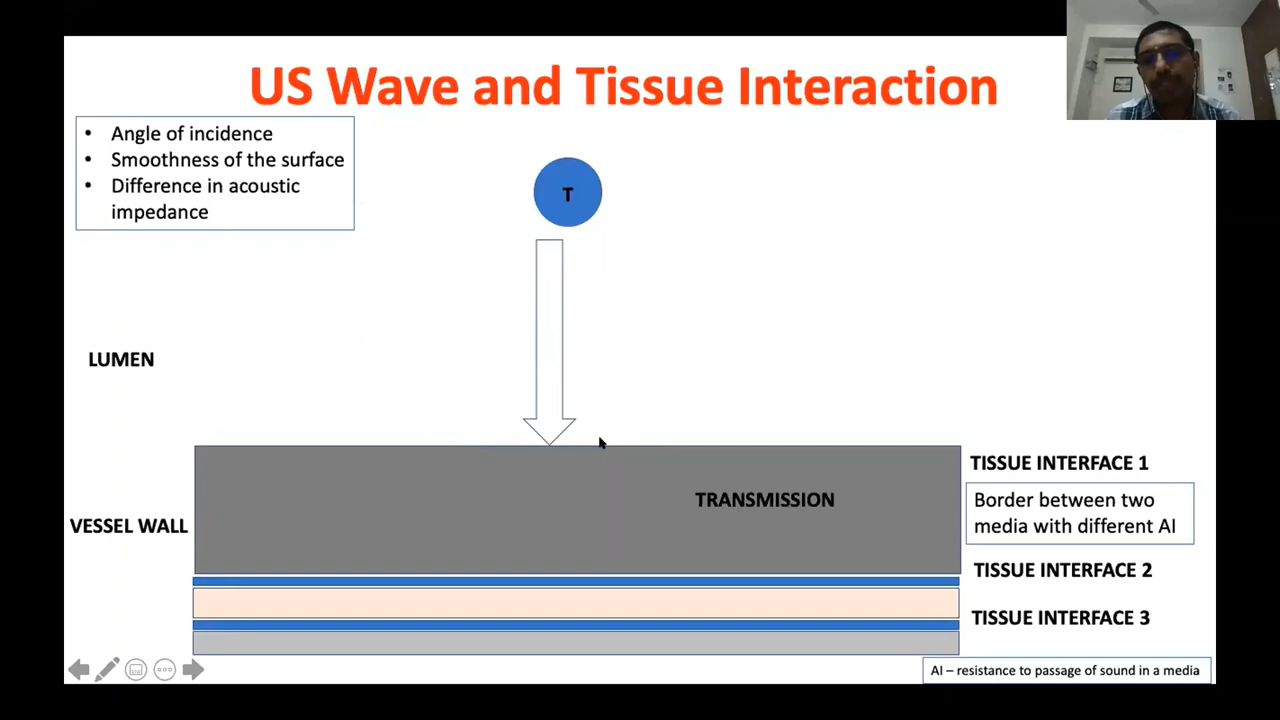 US Wave and Tissue Interaction
• Angle of incidence
• Smoothness of the surface
• Difference in acoustic
impedance
T
LUMEN
TISSUE INTERFACE 1
TRANSMISSION
Border between two
media with different AI
VESSEL WALL
TISSUE INTERFACE 2
TISSUE INTERFACE 3
AI – resistance to passage of sound in a media